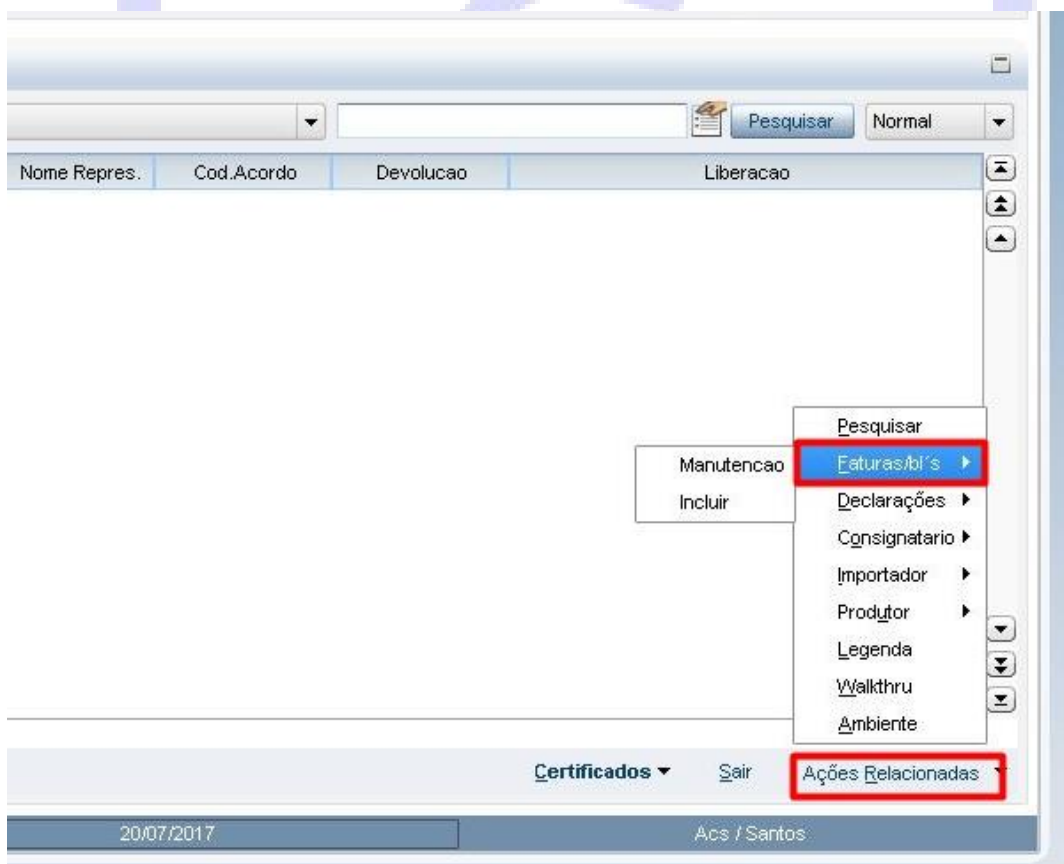 Pesquisar Normal
Nome Repres. Cod.Acordo Devolucao Liberacao
Pesquisar
Manutencao Faturas/bl´s
Incluir Declarações
Consignatario
Importador
Produtor
Legenda
Walkthru
Ambiente
Certificados Sair Ações Relacionadas
20/07/2017 Acs / Santos